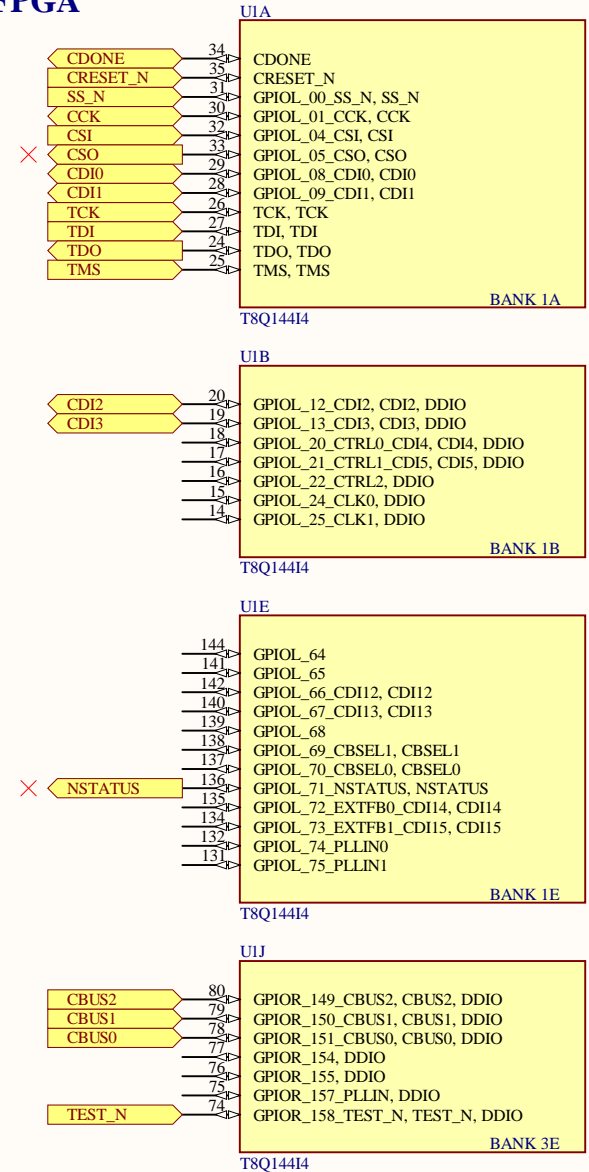 FPGA
U1A
CDONE 34 CDONE
CRESET_N 35 CRESET_N
SS_N 31 GPIOL_00_SS_N, SS_N
CCK 30 GPIOL_01_CCK, CCK
CSI 32 GPIOL_04_CSI, CSI
CSO 33 GPIOL_05_CSO, CSO
CDI0 29 GPIOL_08_CDI0, CDI0
CDI1 28 GPIOL_09_CDI1, CDI1
TCK 26 TCK, TCK
TDI 27 TDI, TDI
TDO 24 TDO, TDO
TMS 25 TMS, TMS
BANK 1A
T8Q144I4
U1B
CDI2 20 GPIOL_12_CDI2, CDI2, DDIO
CDI3 19 GPIOL_13_CDI3, CDI3, DDIO
18 GPIOL_20_CTRL0_CDI4, CDI4, DDIO
17 GPIOL_21_CTRL1_CDI5, CDI5, DDIO
16 GPIOL_22_CTRL2, DDIO
15 GPIOL_24_CLK0, DDIO
14 GPIOL_25_CLK1, DDIO
BANK 1B
T8Q144I4
U1E
144 GPIOL_64
141 GPIOL_65
142 GPIOL_66_CDI12, CDI12
140 GPIOL_67_CDI13, CDI13
139 GPIOL_68
138 GPIOL_69_CBSEL1, CBSEL1
137 GPIOL_70_CBSEL0, CBSEL0
NSTATUS 136 GPIOL_71_NSTATUS, NSTATUS
135 GPIOL_72_EXTFB0_CDI14, CDI14
134 GPIOL_73_EXTFB1_CDI15, CDI15
132 GPIOL_74_PLLIN0
131 GPIOL_75_PLLIN1
BANK 1E
T8Q144I4
U1J
CBUS2 80 GPIOR_149_CBUS2, CBUS2, DDIO
CBUS1 79 GPIOR_150_CBUS1, CBUS1, DDIO
CBUS0 78 GPIOR_151_CBUS0, CBUS0, DDIO
77 GPIOR_154, DDIO
76 GPIOR_155, DDIO
75 GPIOR_157_PLLIN, DDIO
TEST_N 74 GPIOR_158_TEST_N, TEST_N, DDIO
BANK 3E
T8Q144I4